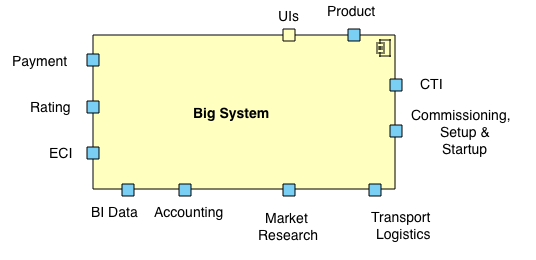 UIs
Product
Payment
CTI
Rating
Big System
Commissioning,
Setup &
Startup
ECI
BI Data
Accounting
Market
Research
Transport
Logistics